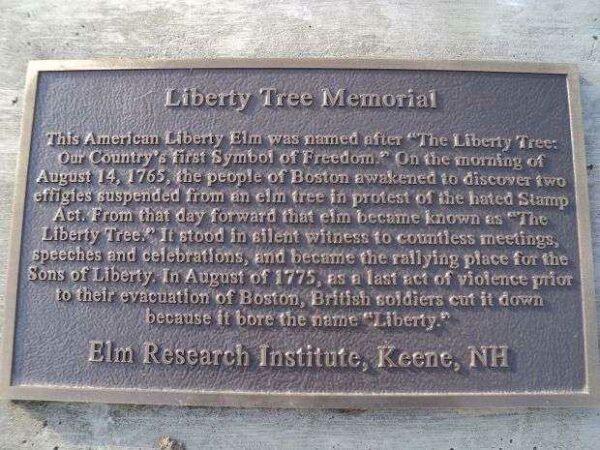 Liberty Tree Memorial
This American Liberty Elm was named after "The Liberty Tree:
Our Country's first Symbol of Freedom." On the morning of
August 14, 1765, the people of Boston awakened to discover two
effigies suspended from an elm tree in protest of the hated Stamp
Act. From that day forward that elm became known as "The
Liberty Tree." It stood in silent witness to countless meetings,
speeches and celebrations, and became the rallying place for the
Sons of Liberty. In August of 1775, as a last act of violence prior
to their evacuation of Boston, British soldiers cut it down
because it bore the name "Liberty."
Elm Research Institute, Keene, NH